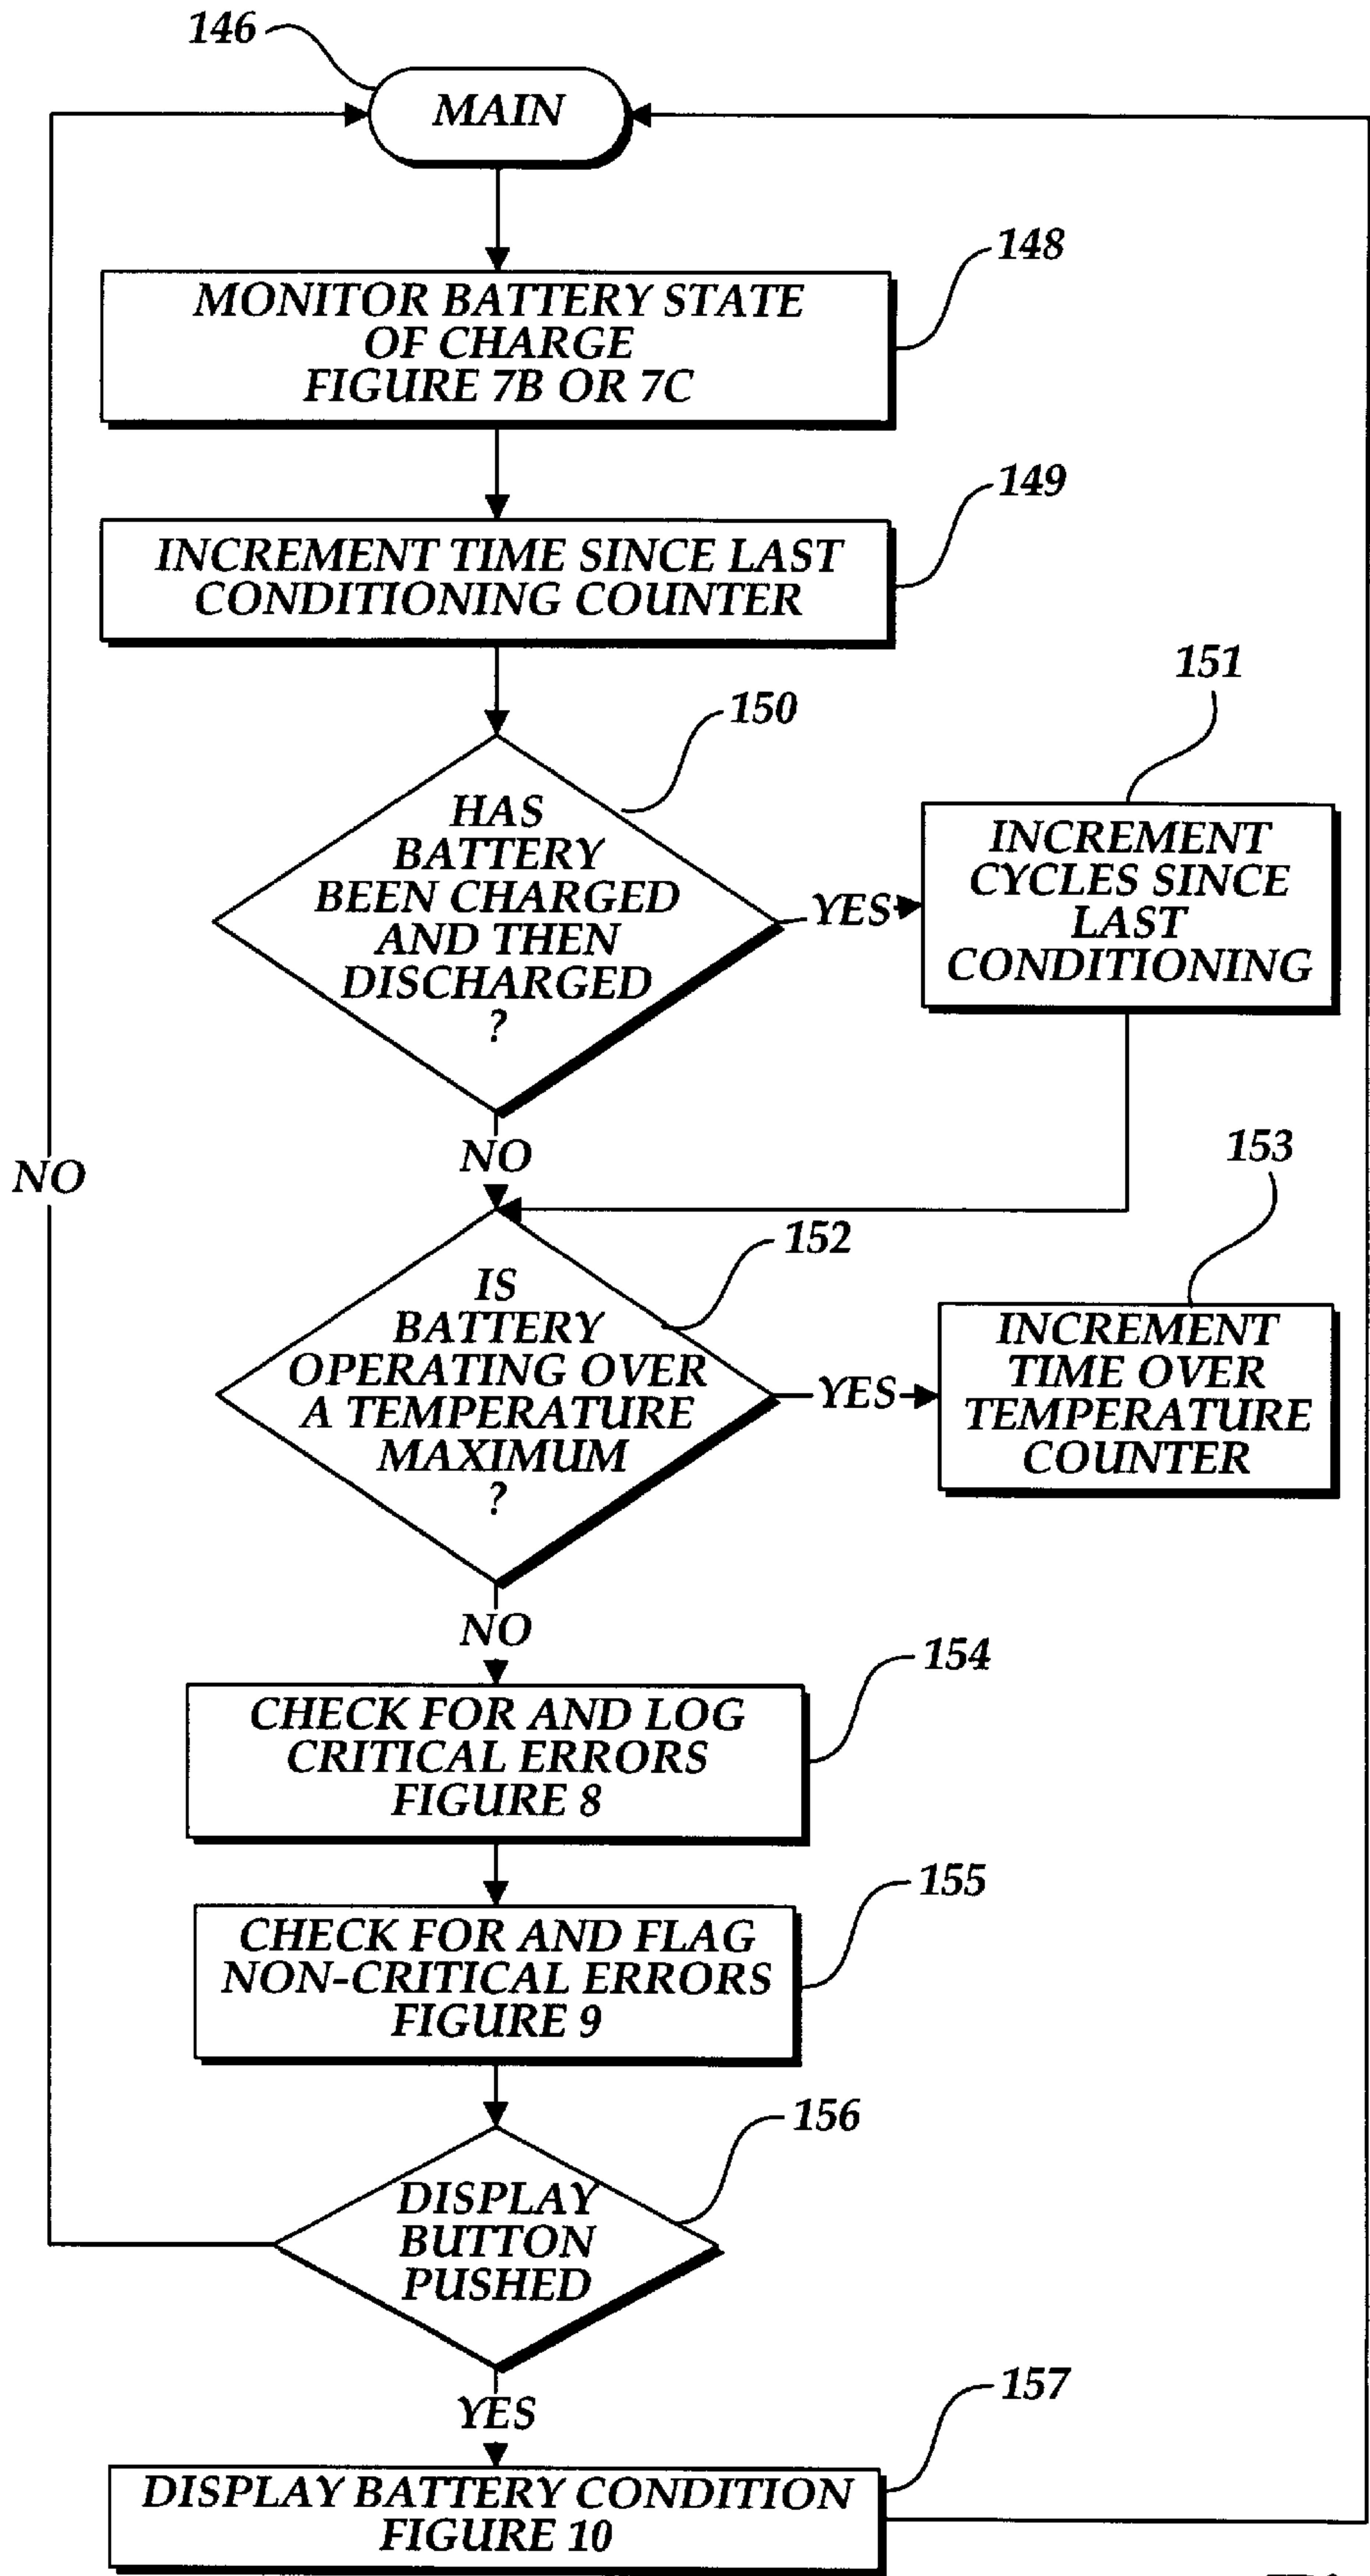 146
MAIN
148
MONITOR BATTERY STATE
OF CHARGE
FIGURE 7B OR 7C
149
INCREMENT TIME SINCE LAST
CONDITIONING COUNTER
150
151
HAS
BATTERY
BEEN CHARGED
AND THEN
DISCHARGED
?
YES
INCREMENT
CYCLES SINCE
LAST
CONDITIONING
NO
NO
152
153
IS
BATTERY
OPERATING OVER
A TEMPERATURE
MAXIMUM
?
YES
INCREMENT
TIME OVER
TEMPERATURE
COUNTER
NO
154
CHECK FOR AND LOG
CRITICAL ERRORS
FIGURE 8
155
CHECK FOR AND FLAG
NON-CRITICAL ERRORS
FIGURE 9
156
DISPLAY
BUTTON
PUSHED
YES
157
DISPLAY BATTERY CONDITION
FIGURE 10